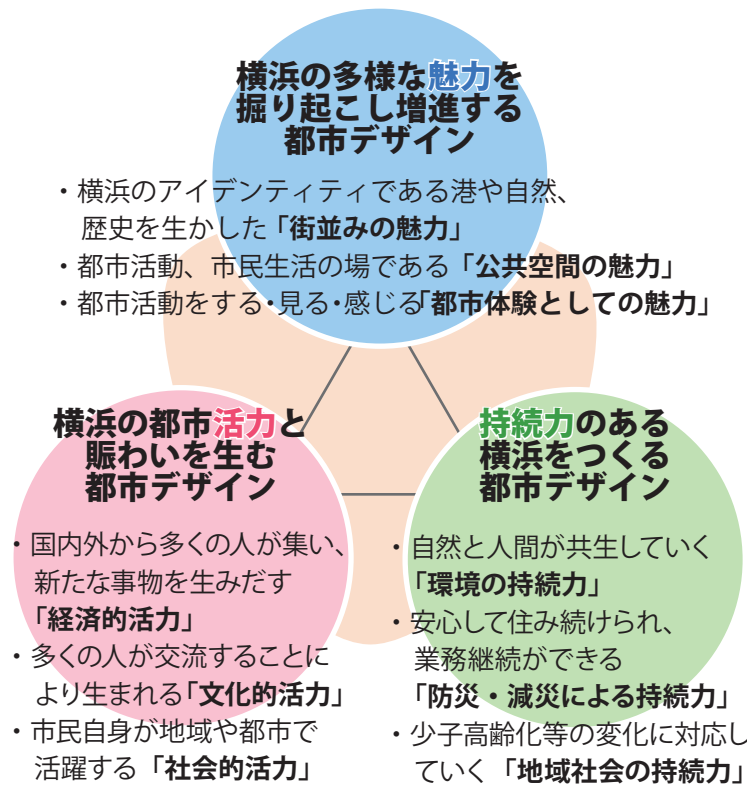 横浜の多様な魅力を
掘り起こし増進する
都市デザイン
・横浜のアイデンティティである港や自然、
歴史を生かした「街並みの魅力」
・都市活動、市民生活の場である「公共空間の魅力」
・都市活動をする・見る・感じる「都市体験としての魅力」
横浜の都市活力と
賑わいを生む
都市デザイン
・国内外から多くの人が集い、
新たな事物を生みだす
「経済的活力」
・多くの人が交流することに
より生まれる「文化的活力」
・市民自身が地域や都市で
活躍する「社会的活力」
持続力のある
横浜をつくる
都市デザイン
・自然と人間が共生していく
「環境の持続力」
・安心して住み続けられ、
業務継続ができる
「防災・減災による持続力」
・少子高齢化等の変化に対応し
ていく「地域社会の持続力」